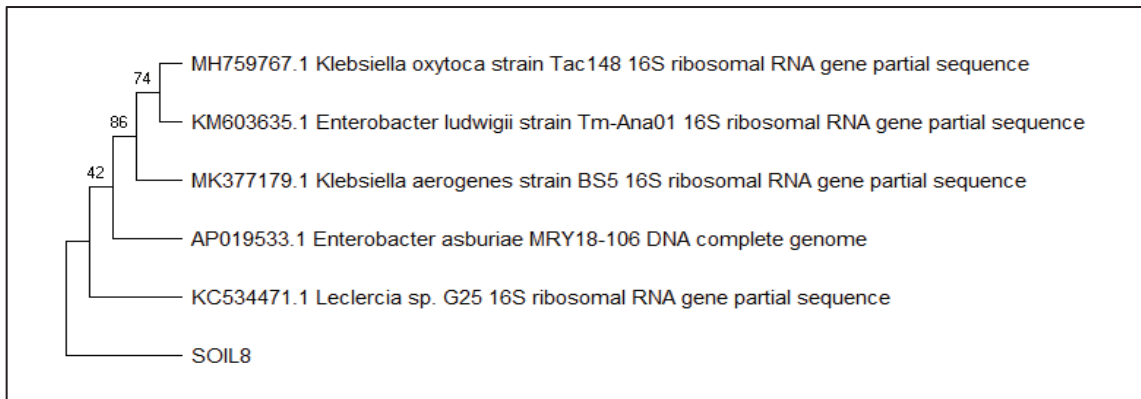 74
MH759767.1 Klebsiella oxytoca strain Tac148 16S ribosomal RNA gene partial sequence
86
KM603635.1 Enterobacter ludwigii strain Tm-Ana01 16S ribosomal RNA gene partial sequence
42
MK377179.1 Klebsiella aerogenes strain BS5 16S ribosomal RNA gene partial sequence
AP019533.1 Enterobacter asburiae MRY18-106 DNA complete genome
KC534471.1 Leclercia sp. G25 16S ribosomal RNA gene partial sequence
SOIL8